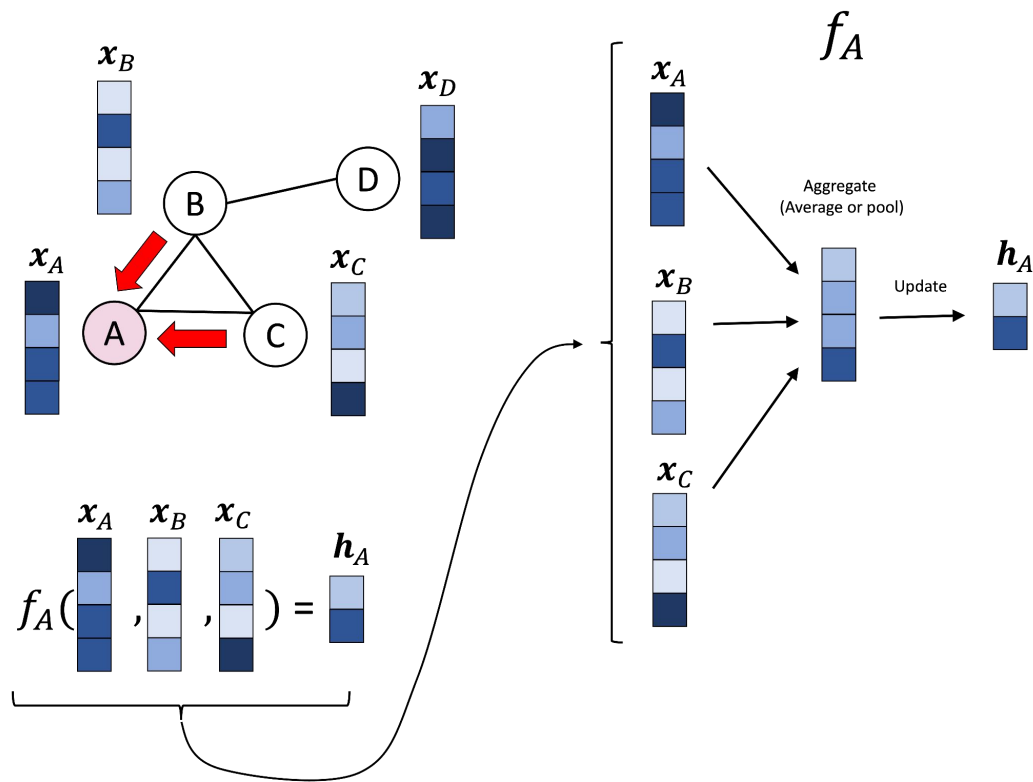 x_B
x_D
B
D
x_A
x_C
A
C
x_A x_B x_C
h_A
f_A( , , ) =
f_A
x_A
Aggregate
(Average or pool)
x_B
Update
h_A
x_C